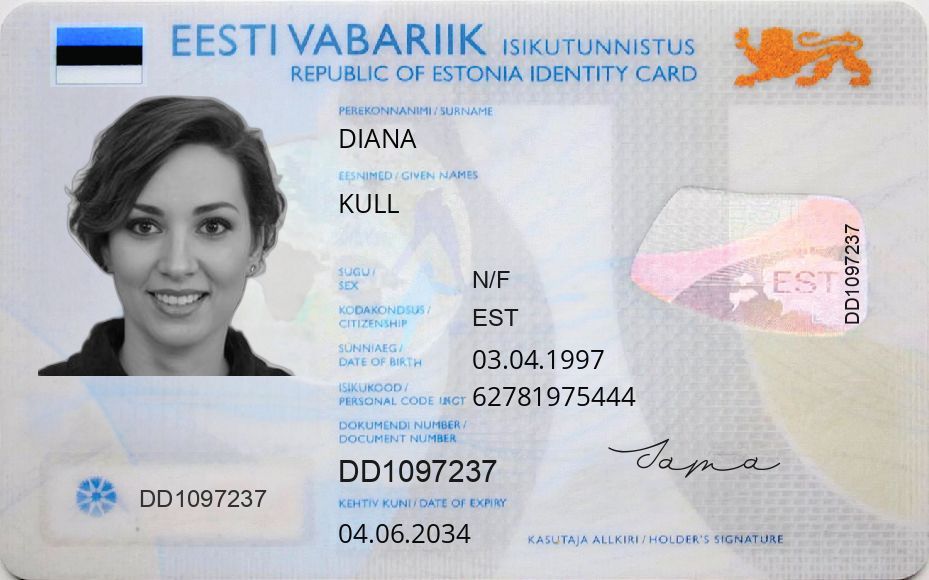 EESTI VABARIIK ISIKUTUNNISTUS
REPUBLIC OF ESTONIA IDENTITY CARD
PEREKONNANIMI / SURNAME
DIANA
EESNIMED / GIVEN NAMES
KULL
SUGU /
SEX
N/F
KODAKONDSUS /
CITIZENSHIP
EST
SÜNNIAEG /
DATE OF BIRTH
03.04.1997
ISIKUKOOD /
PERSONAL CODE
62781975444
DOKUMENDI NUMBER /
DOCUMENT NUMBER
DD1097237
KEHTIV KUNI / DATE OF EXPIRY
04.06.2034
DD1097237
EST
DD1097237
KASUTAJA ALLKIRI / HOLDER'S SIGNATURE